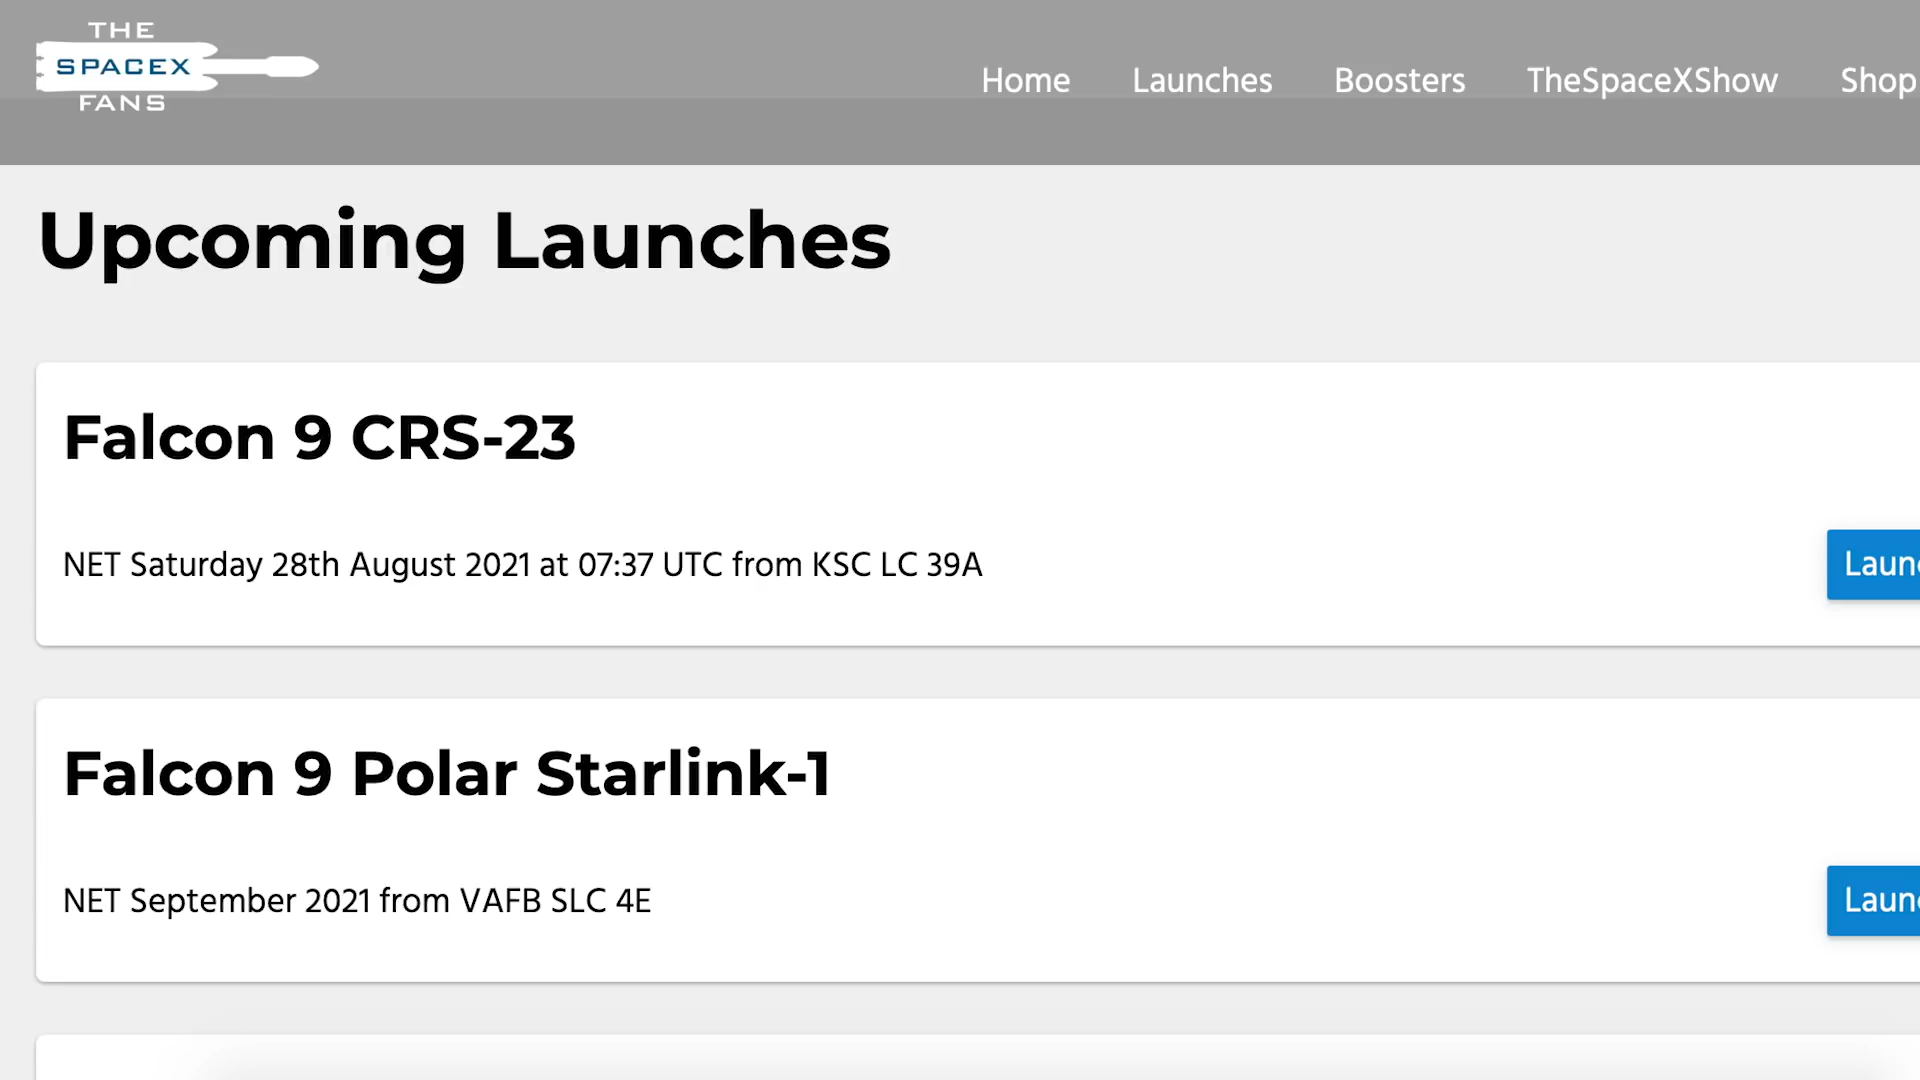 THE
SPACEX
FANS
Home Launches Boosters TheSpaceXShow Shop
Upcoming Launches
Falcon 9 CRS-23
NET Saturday 28th August 2021 at 07:37 UTC from KSC LC 39A
Falcon 9 Polar Starlink-1
NET September 2021 from VAFB SLC 4E